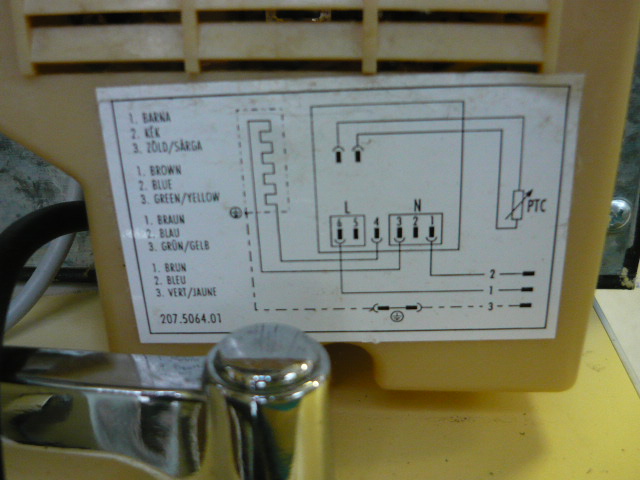 1. BARNA
2. KÉK
3. ZÖLD/SÁRGA
1. BROWN
2. BLUE
3. GREEN/YELLOW
1. BRAUN
2. BLAU
3. GRÜN/GELB
1. BRUN
2. BLEU
3. VERT/JAUNE
207.5064.01
L N
6 5 4 3 2 1
PTC
2
1
3